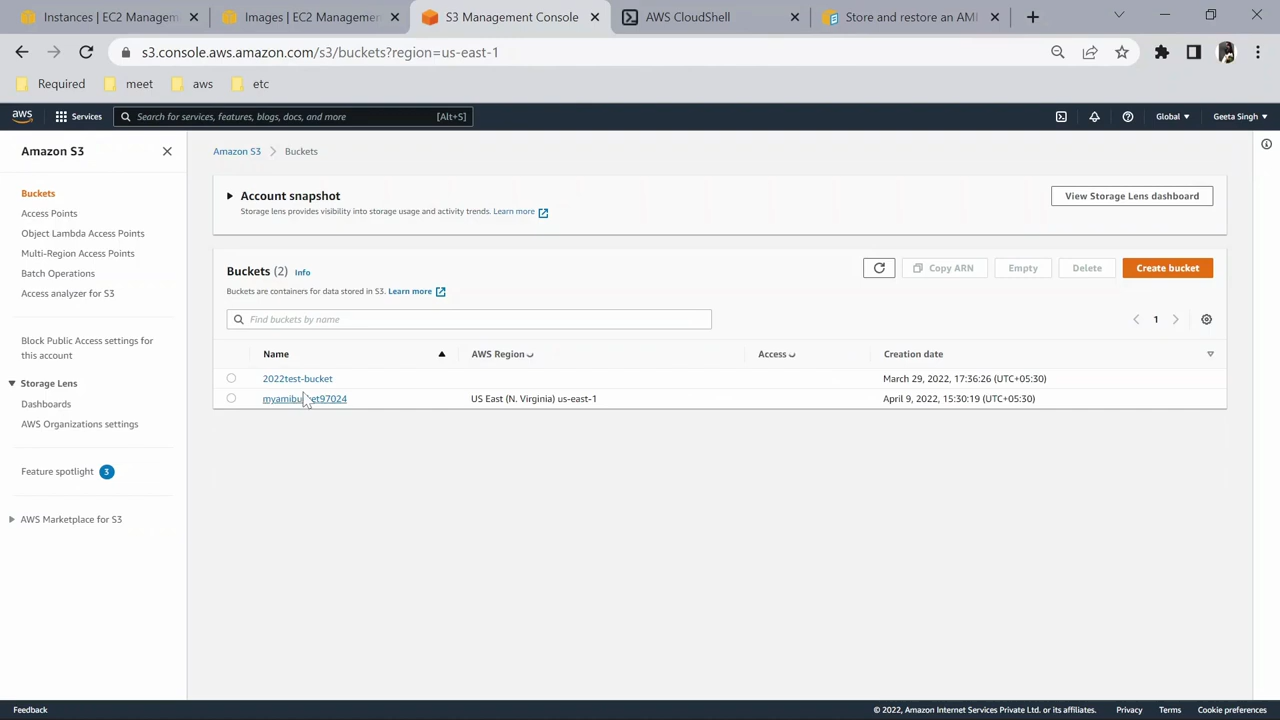 Instances | EC2 Managem
Images | EC2 Managemen
S3 Management Console
AWS CloudShell
Store and restore an AMI
s3.console.aws.amazon.com/s3/buckets?region=us-east-1
Required
meet
aws
etc
aws
Services
Search for services, features, blogs, docs, and more
[Alt+S]
Global
Geeta Singh
Amazon S3
Buckets
Access Points
Object Lambda Access Points
Multi-Region Access Points
Batch Operations
Access analyzer for S3
Block Public Access settings for
this account
Storage Lens
Dashboards
AWS Organizations settings
Feature spotlight 3
AWS Marketplace for S3
Amazon S3 Buckets
Account snapshot
Storage lens provides visibility into storage usage and activity trends. Learn more
View Storage Lens dashboard
Buckets (2) Info
Buckets are containers for data stored in S3. Learn more
Copy ARN
Empty
Delete
Create bucket
Find buckets by name
1
Name AWS Region Access Creation date
2022test-bucket March 29, 2022, 17:36:26 (UTC+05:30)
myamibucket97024 US East (N. Virginia) us-east-1 April 9, 2022, 15:30:19 (UTC+05:30)
Feedback
© 2022, Amazon Internet Services Private Ltd. or its affiliates. Privacy Terms Cookie preferences